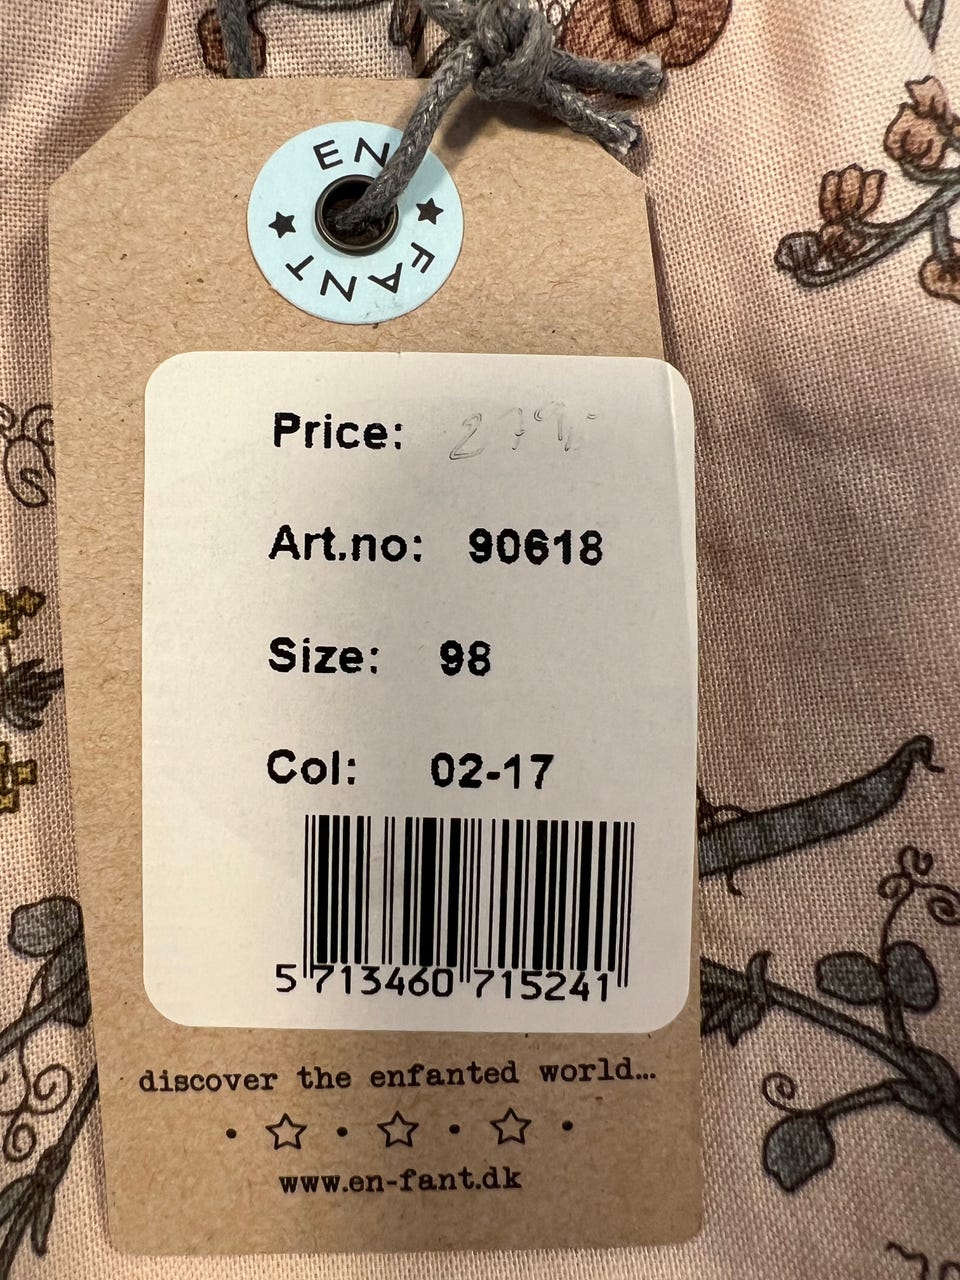 EN FANT
Price:
Art.no: 90618
Size: 98
Col: 02-17
5 713460 715241
discover the enfanted world...
www.en-fant.dk